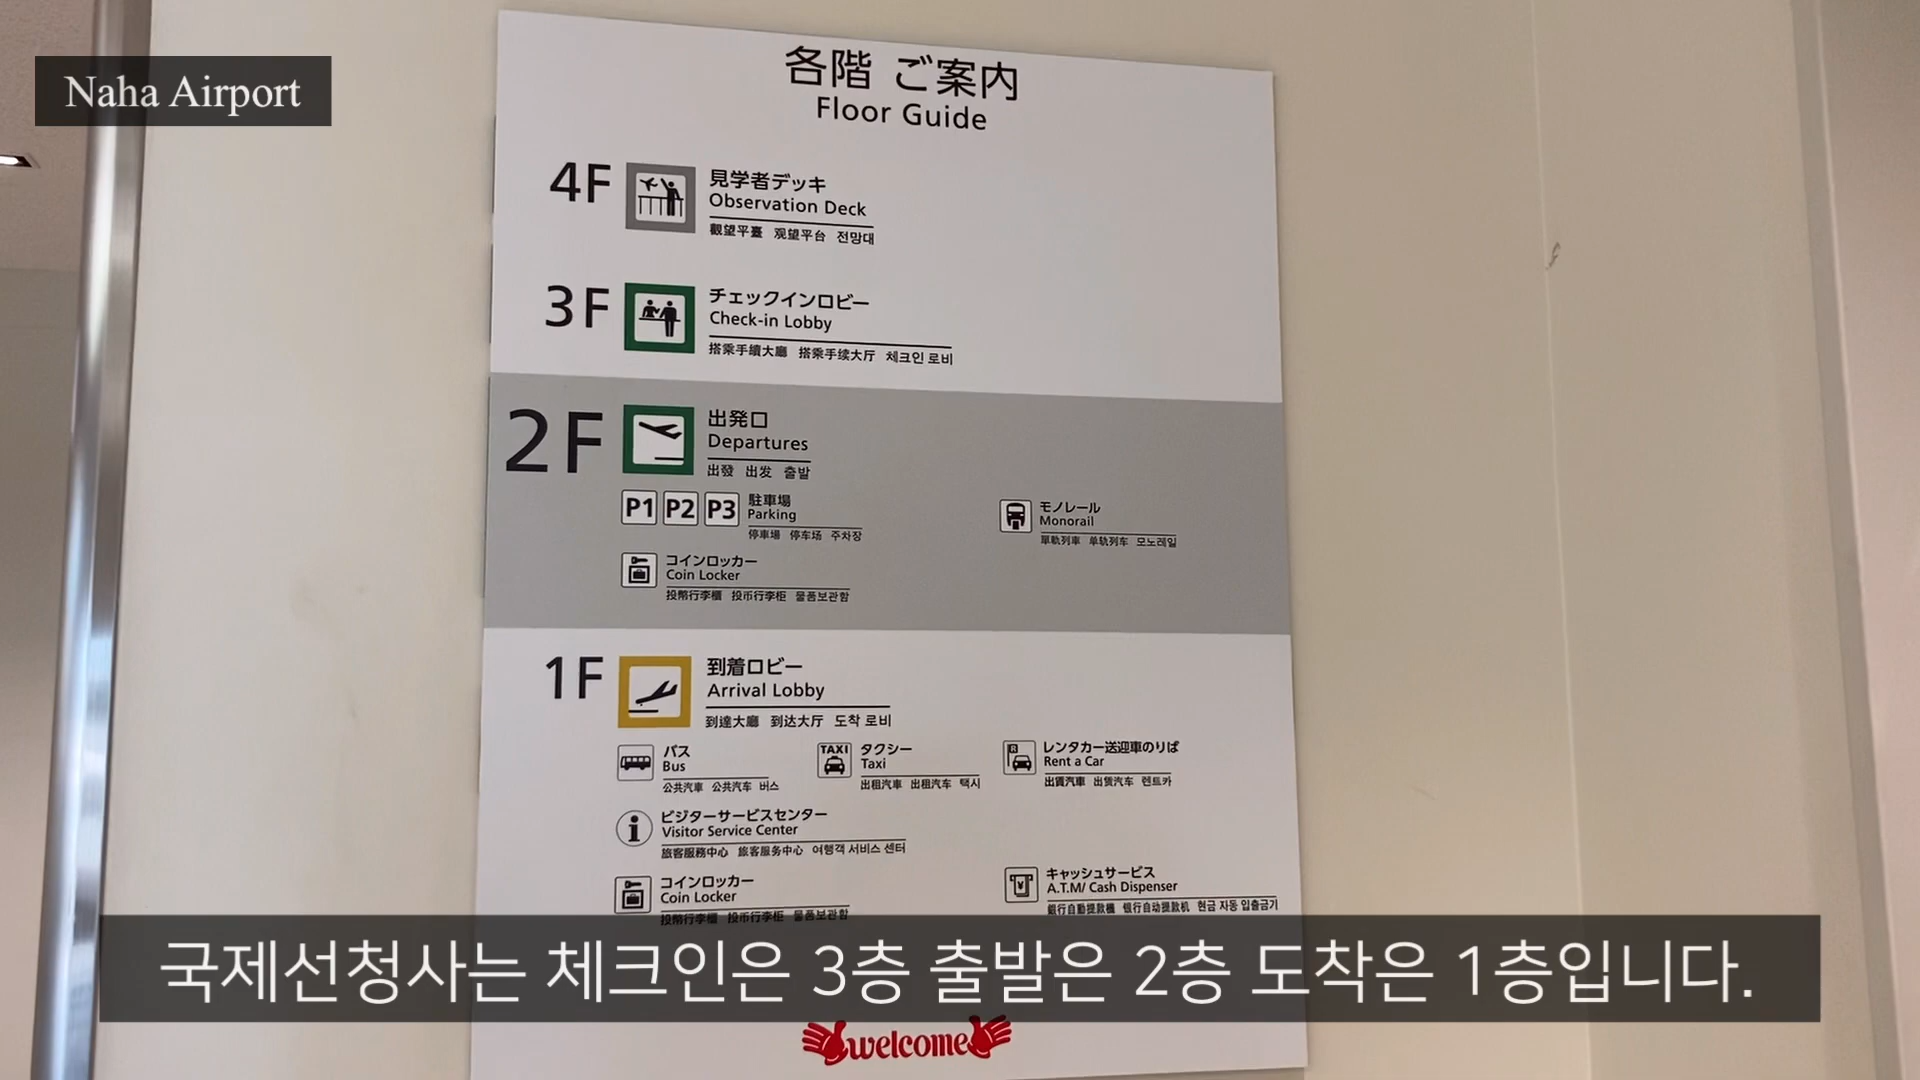 Naha Airport
各階 ご案内
Floor Guide
4F
見学者デッキ
Observation Deck
觀望平臺 观望平台 전망대
3F
チェックインロビー
Check-in Lobby
搭乘手續大廳 搭乘手续大厅 체크인 로비
2F
出発口
Departures
出發 出发 출발
P1 P2 P3
駐車場
Parking
停車場 停车场 주차장
モノレール
Monorail
單軌列車 单轨列车 모노레일
コインロッカー
Coin Locker
投幣行李櫃 投币行李柜 물품보관함
1F
到着ロビー
Arrival Lobby
到達大廳 到达大厅 도착 로비
バス
Bus
公共汽車 公共汽车 버스
TAXI
タクシー
Taxi
出租汽車 出租汽车 택시
R
レンタカー送迎車のりば
Rent a Car
出賃汽車 出赁汽车 렌트카
i
ビジターサービスセンター
Visitor Service Center
旅客服務中心 旅客服务中心 여행객 서비스 센터
コインロッカー
Coin Locker
投幣行李櫃 投币行李柜 물품보관함
¥
キャッシュサービス
A.T.M/ Cash Dispenser
銀行自動提款機 银行自动提款机 현금 자동 입출금기
국제선청사는 체크인은 3층 출발은 2층 도착은 1층입니다.
welcome